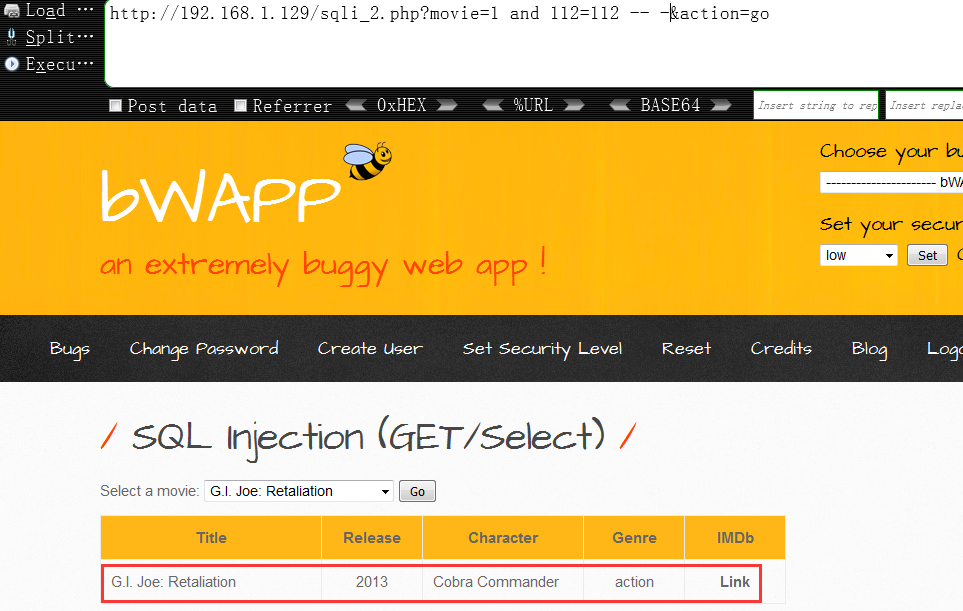 Load ···
http://192.168.1.129/sqli_2.php?movie=1 and 112=112 -- -&action=go
Split···
Execu···
Post data Referrer 0xHEX %URL BASE64 Insert string to rep Insert replac
Choose your bu
---------------------- bWA
bWAPP
an extremely buggy web app !
Set your secur
low Set C
Bugs Change Password Create User Set Security Level Reset Credits Blog Logo
/ SQL Injection (GET/Select) /
Select a movie: G.I. Joe: Retaliation Go
Title Release Character Genre IMDb
G.I. Joe: Retaliation 2013 Cobra Commander action Link